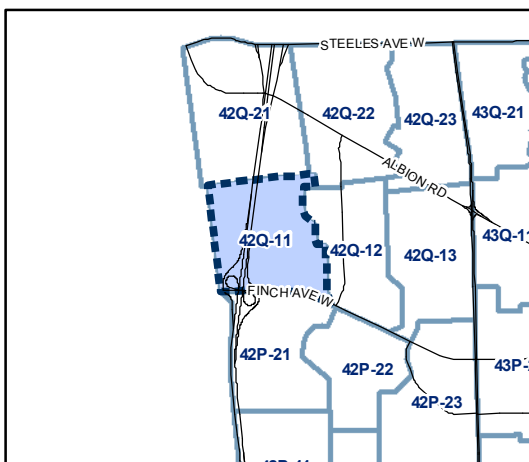 STEELES AVE W
42Q-21
42Q-22
42Q-23
43Q-21
ALBION RD
42Q-11
42Q-12
42Q-13
FINCH AVE W
42P-21
42P-22
42P-23